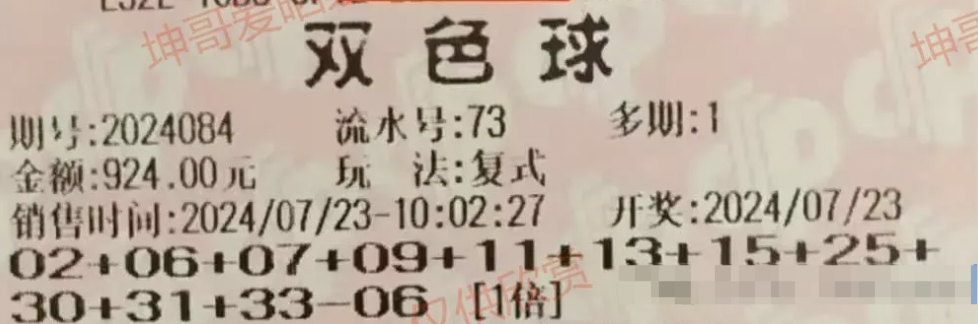 坤哥爱
坤哥
双色球
期号:2024084 流水号:73 多期:1
金额:924.00元 玩 法:复式
销售时间:2024/07/23-10:02:27 开奖:2024/07/23
02+06+07+09+11+13+15+25+
30+31+33-06 [1倍]
仅供欣赏